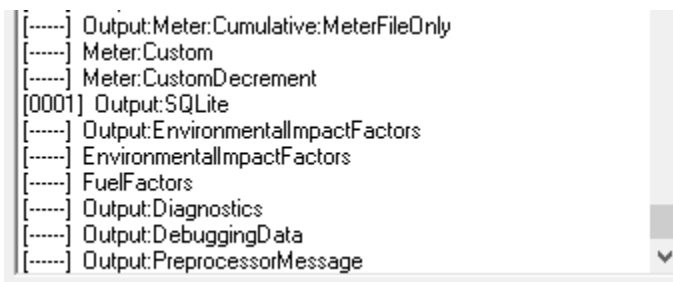 [------] Output:Meter:Cumulative:MeterFileOnly
[------] Meter:Custom
[------] Meter:CustomDecrement
[0001] Output:SQLite
[------] Output:EnvironmentalImpactFactors
[------] EnvironmentalImpactFactors
[------] FuelFactors
[------] Output:Diagnostics
[------] Output:DebuggingData
[------] Output:PreprocessorMessage